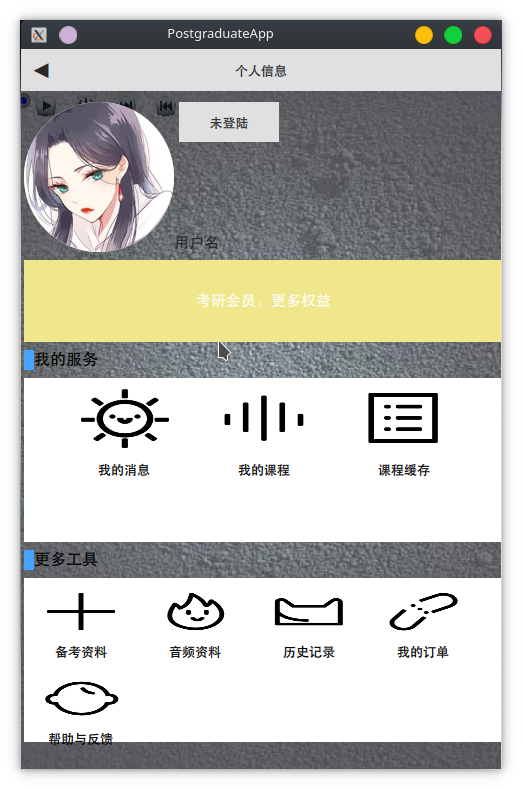 PostgraduateApp
个人信息
未登陆
用户名
考研会员，更多权益
我的服务
我的消息 我的课程 课程缓存
更多工具
备考资料 音频资料 历史记录 我的订单
帮助与反馈